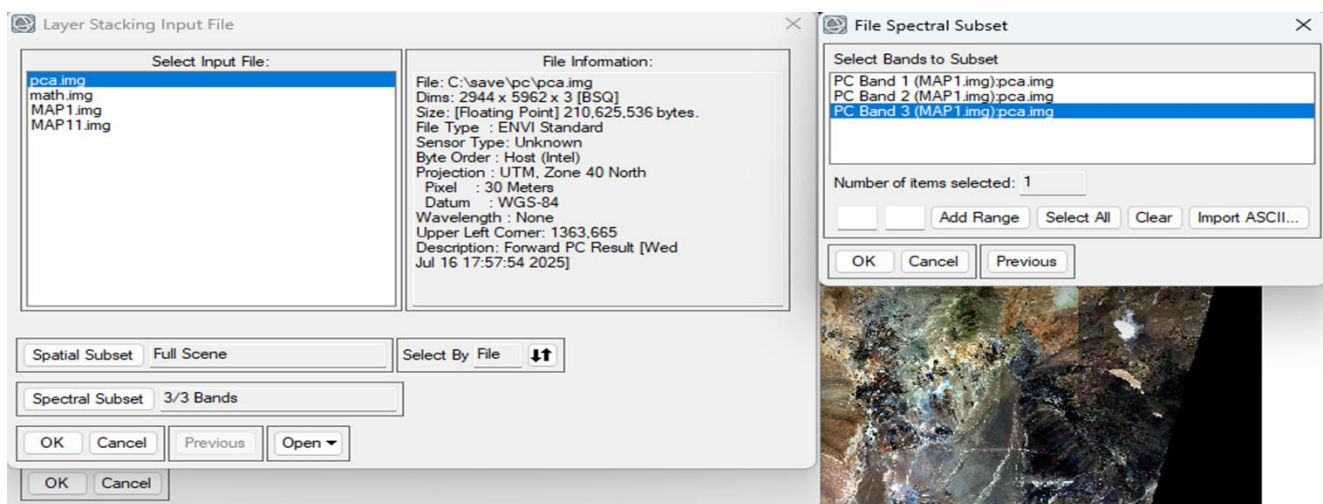 Layer Stacking Input File
Select Input File:
pca.img
math.img
MAP1.img
MAP11.img
File Information:
File: C:\save\pc\pca.img
Dims: 2944 x 5962 x 3 [BSQ]
Size: [Floating Point] 210,625,536 bytes.
File Type : ENVI Standard
Sensor Type: Unknown
Byte Order : Host (Intel)
Projection : UTM, Zone 40 North
Pixel : 30 Meters
Datum : WGS-84
Wavelength : None
Upper Left Corner: 1363,665
Description: Forward PC Result [Wed
Jul 16 17:57:54 2025]
Spatial Subset Full Scene
Select By File
Spectral Subset 3/3 Bands
OK Cancel Previous Open
OK Cancel
File Spectral Subset
Select Bands to Subset
PC Band 1 (MAP1.img):pca.img
PC Band 2 (MAP1.img):pca.img
PC Band 3 (MAP1.img):pca.img
Number of items selected: 1
Add Range Select All Clear Import ASCII...
OK Cancel Previous